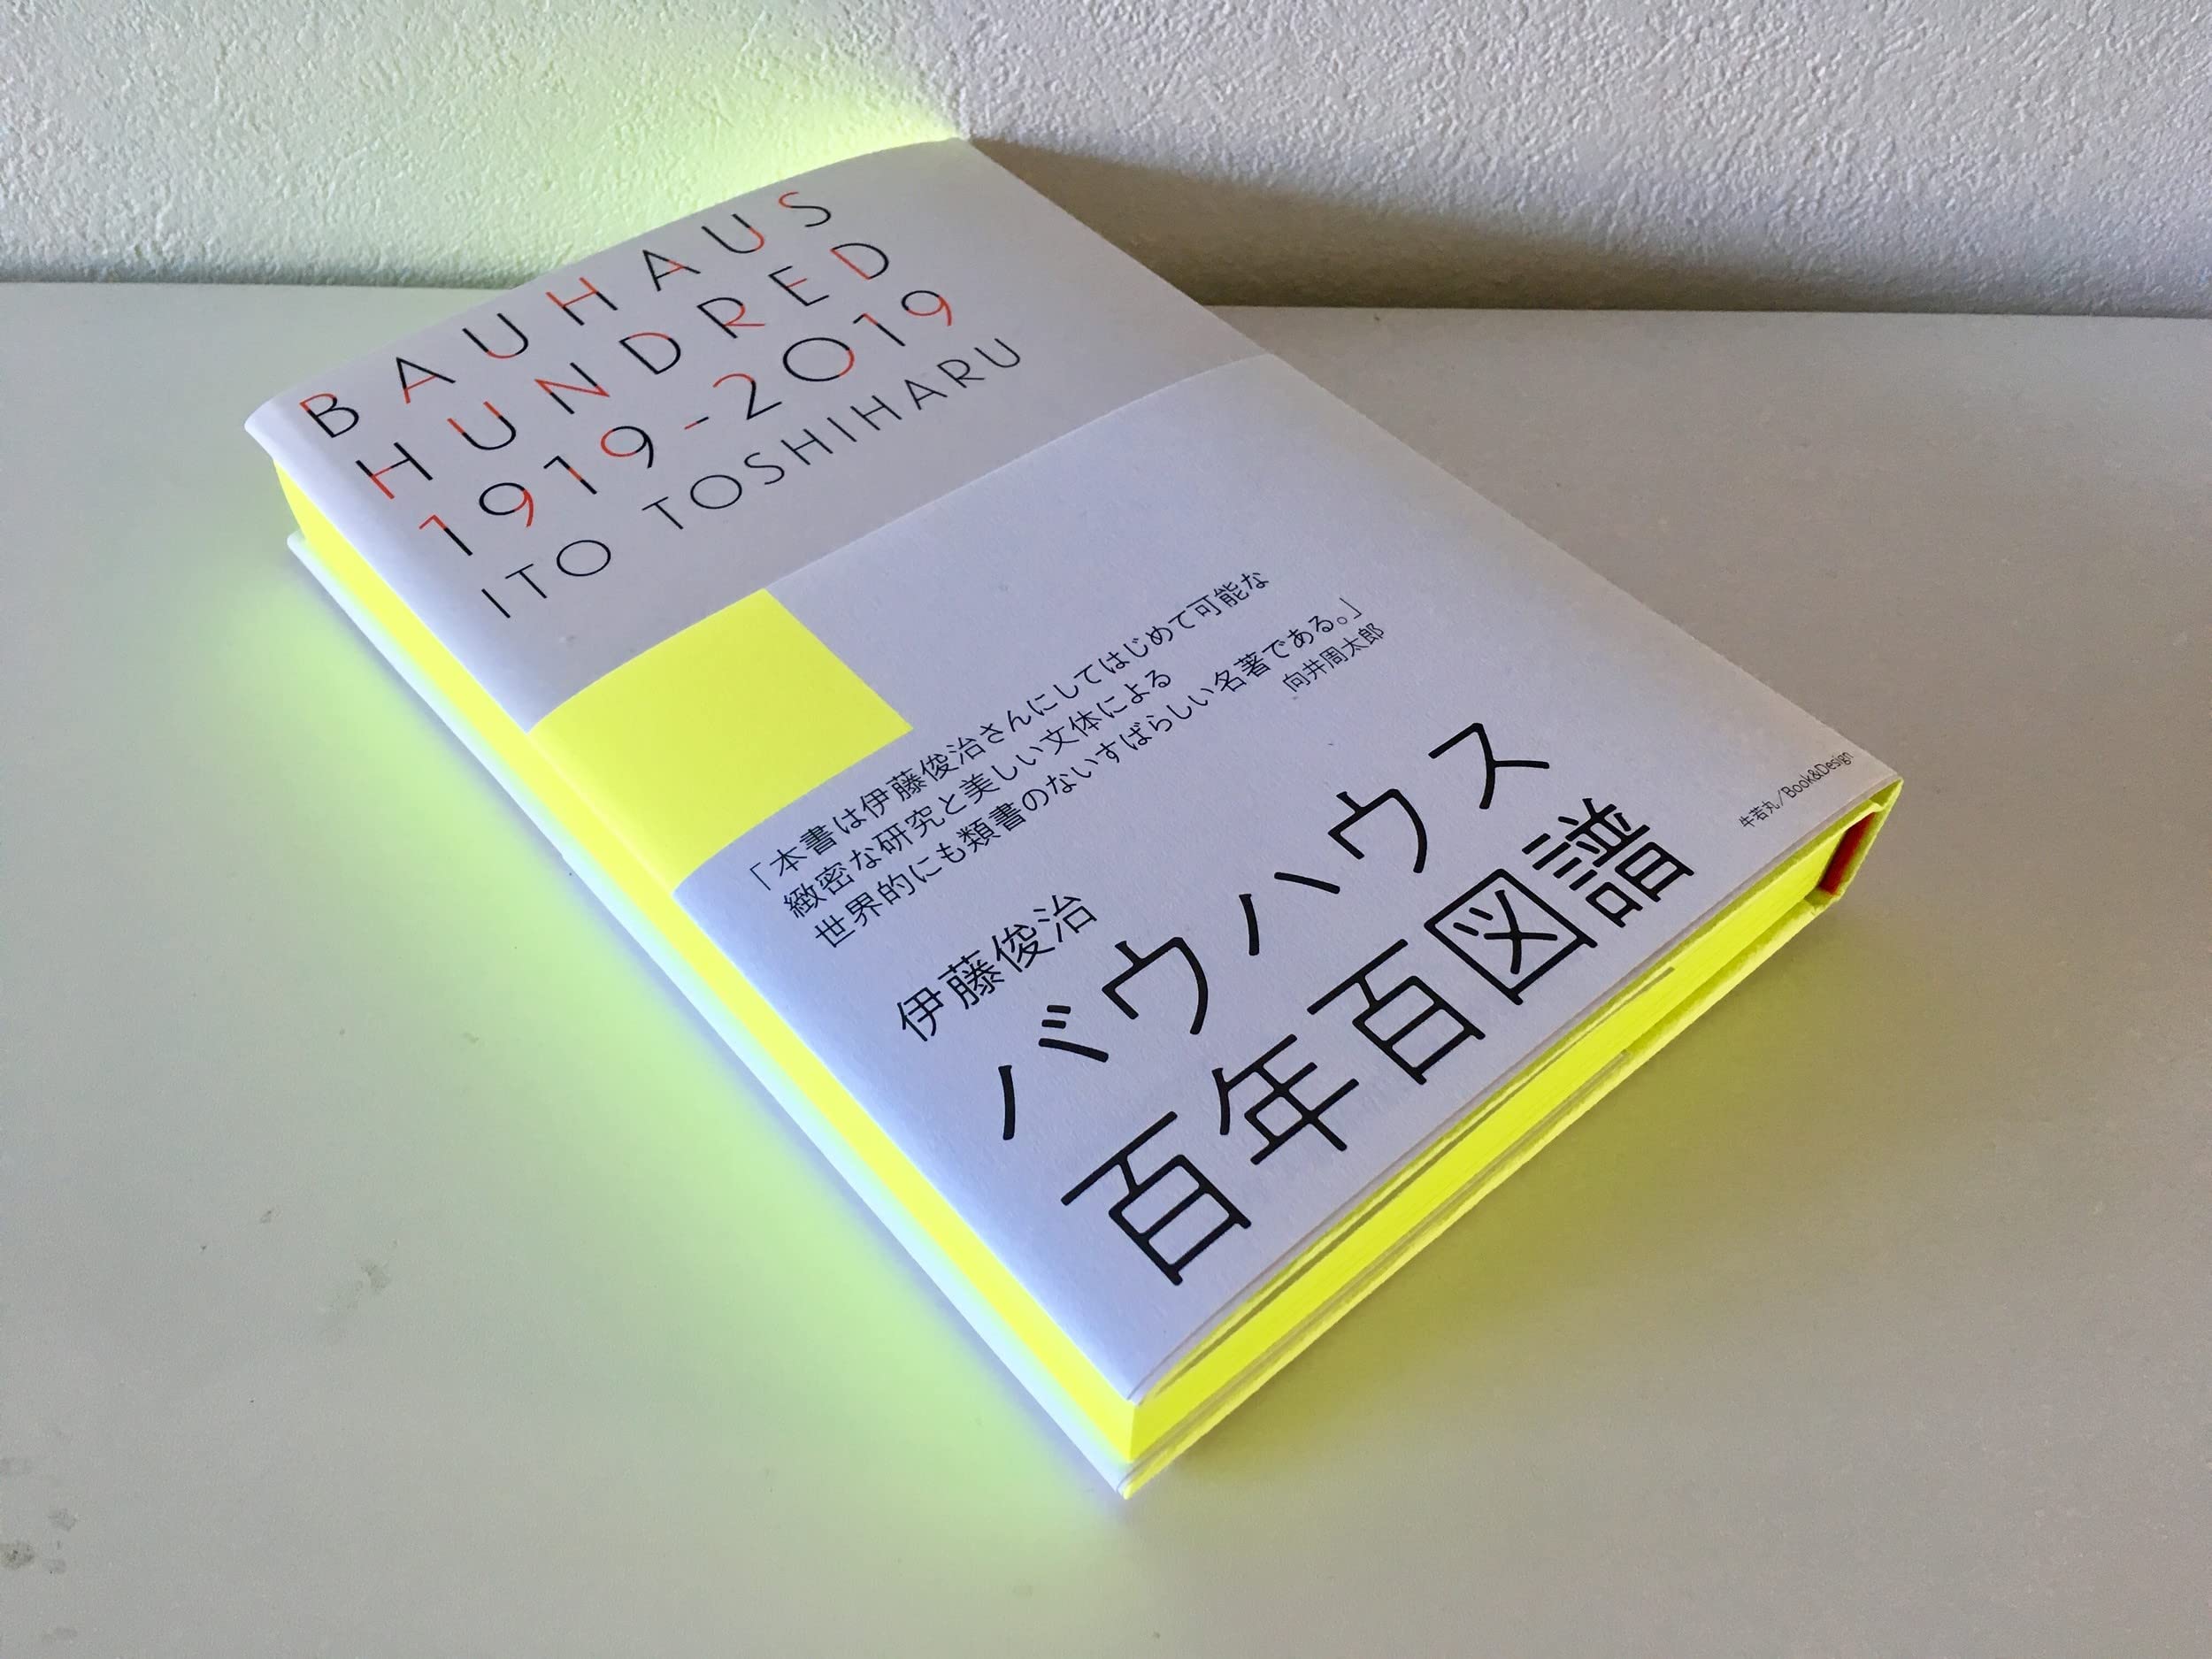 BAUHAUS
HUNDRED
1919-2019
ITO TOSHIHARU
「本書は伊藤俊治さんにしてはじめて可能な
緻密な研究と美しい文体による
世界的にも類書のないすばらしい名著である。」
向井周太郎
伊藤俊治
バウハウス
百年百図譜
牛若丸/Book&Design